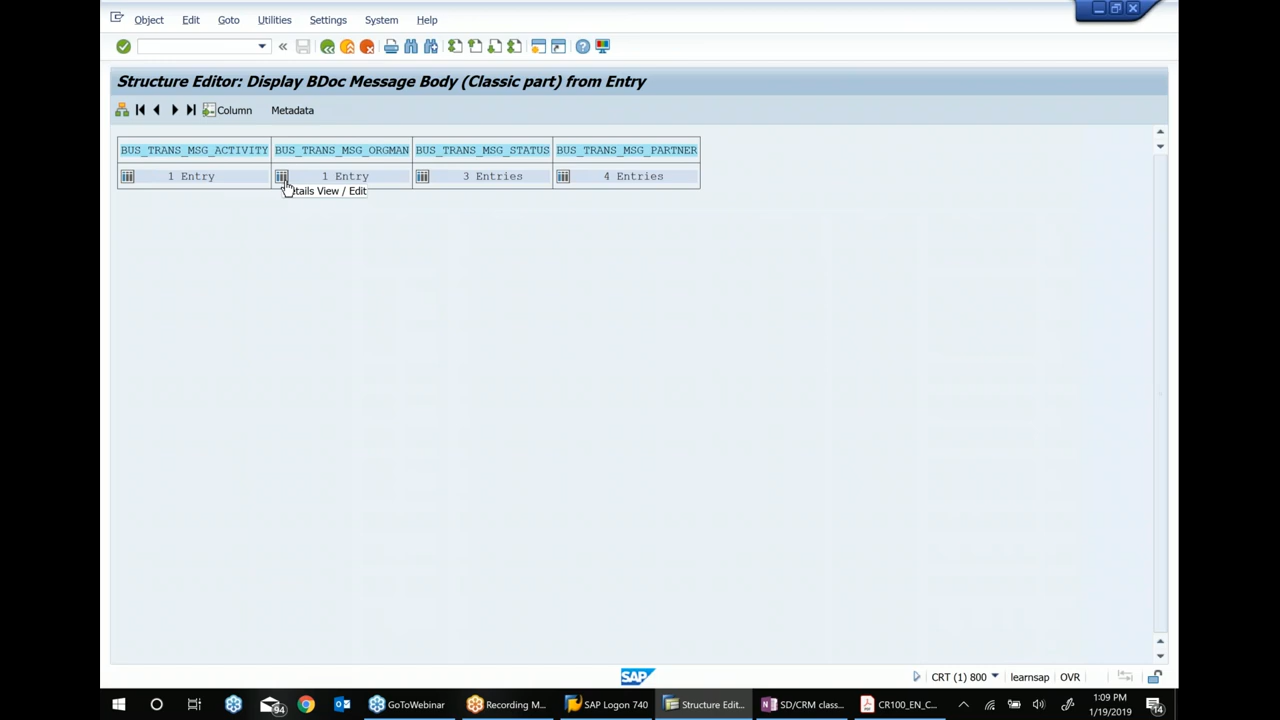 Object Edit Goto Utilities Settings System Help
Structure Editor: Display BDoc Message Body (Classic part) from Entry
Column Metadata
BUS_TRANS_MSG_ACTIVITY BUS_TRANS_MSG_ORGMAN BUS_TRANS_MSG_STATUS BUS_TRANS_MSG_PARTNER
1 Entry 1 Entry 3 Entries 4 Entries
View / Edit
SAP
CRT (1) 800 learnsap OVR
94 GoToWebinar Recording M... SAP Logon 740 Structure Edit... SD/CRM class... CR100_EN_C... 1:09 PM
1/19/2019 14